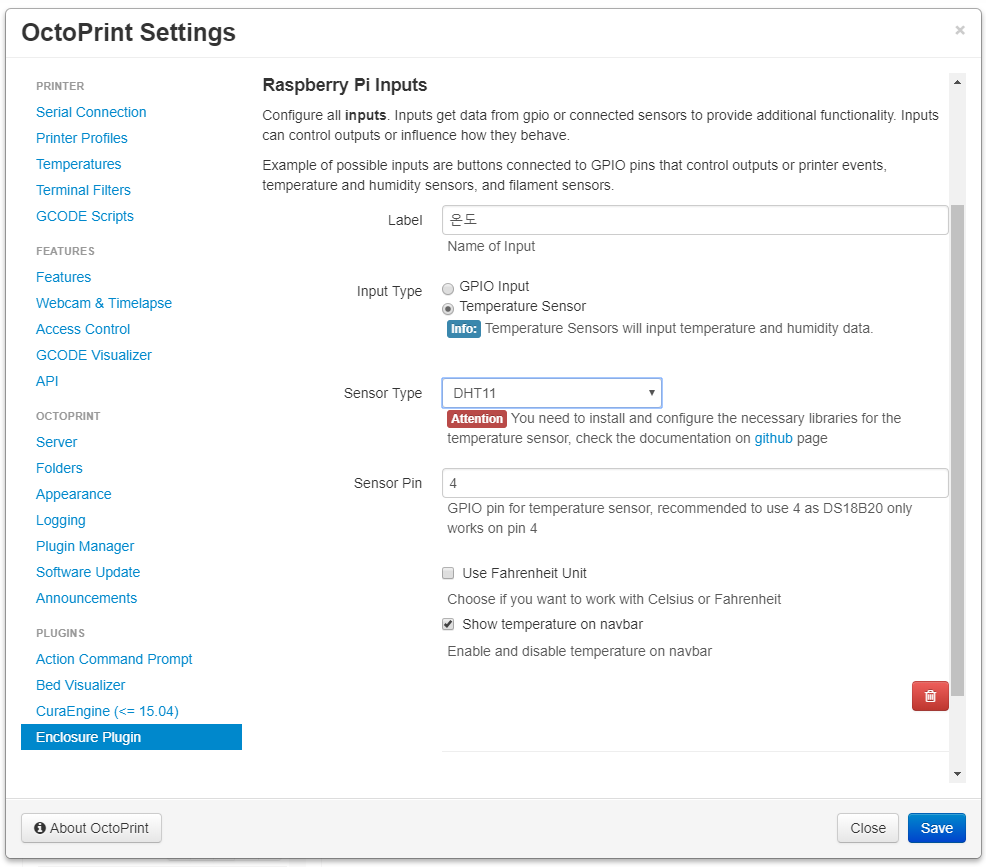 OctoPrint Settings
×
PRINTER
Serial Connection
Printer Profiles
Temperatures
Terminal Filters
GCODE Scripts
FEATURES
Features
Webcam & Timelapse
Access Control
GCODE Visualizer
API
OCTOPRINT
Server
Folders
Appearance
Logging
Plugin Manager
Software Update
Announcements
PLUGINS
Action Command Prompt
Bed Visualizer
CuraEngine (<= 15.04)
Enclosure Plugin
Raspberry Pi Inputs
Configure all inputs. Inputs get data from gpio or connected sensors to provide additional functionality. Inputs
can control outputs or influence how they behave.
Example of possible inputs are buttons connected to GPIO pins that control outputs or printer events,
temperature and humidity sensors, and filament sensors.
Label 온도
Name of Input
Input Type GPIO Input
Temperature Sensor
Info: Temperature Sensors will input temperature and humidity data.
Sensor Type DHT11
Attention You need to install and configure the necessary libraries for the
temperature sensor, check the documentation on github page
Sensor Pin 4
GPIO pin for temperature sensor, recommended to use 4 as DS18B20 only
works on pin 4
Use Fahrenheit Unit
Choose if you want to work with Celsius or Fahrenheit
Show temperature on navbar
Enable and disable temperature on navbar
About OctoPrint
Close
Save